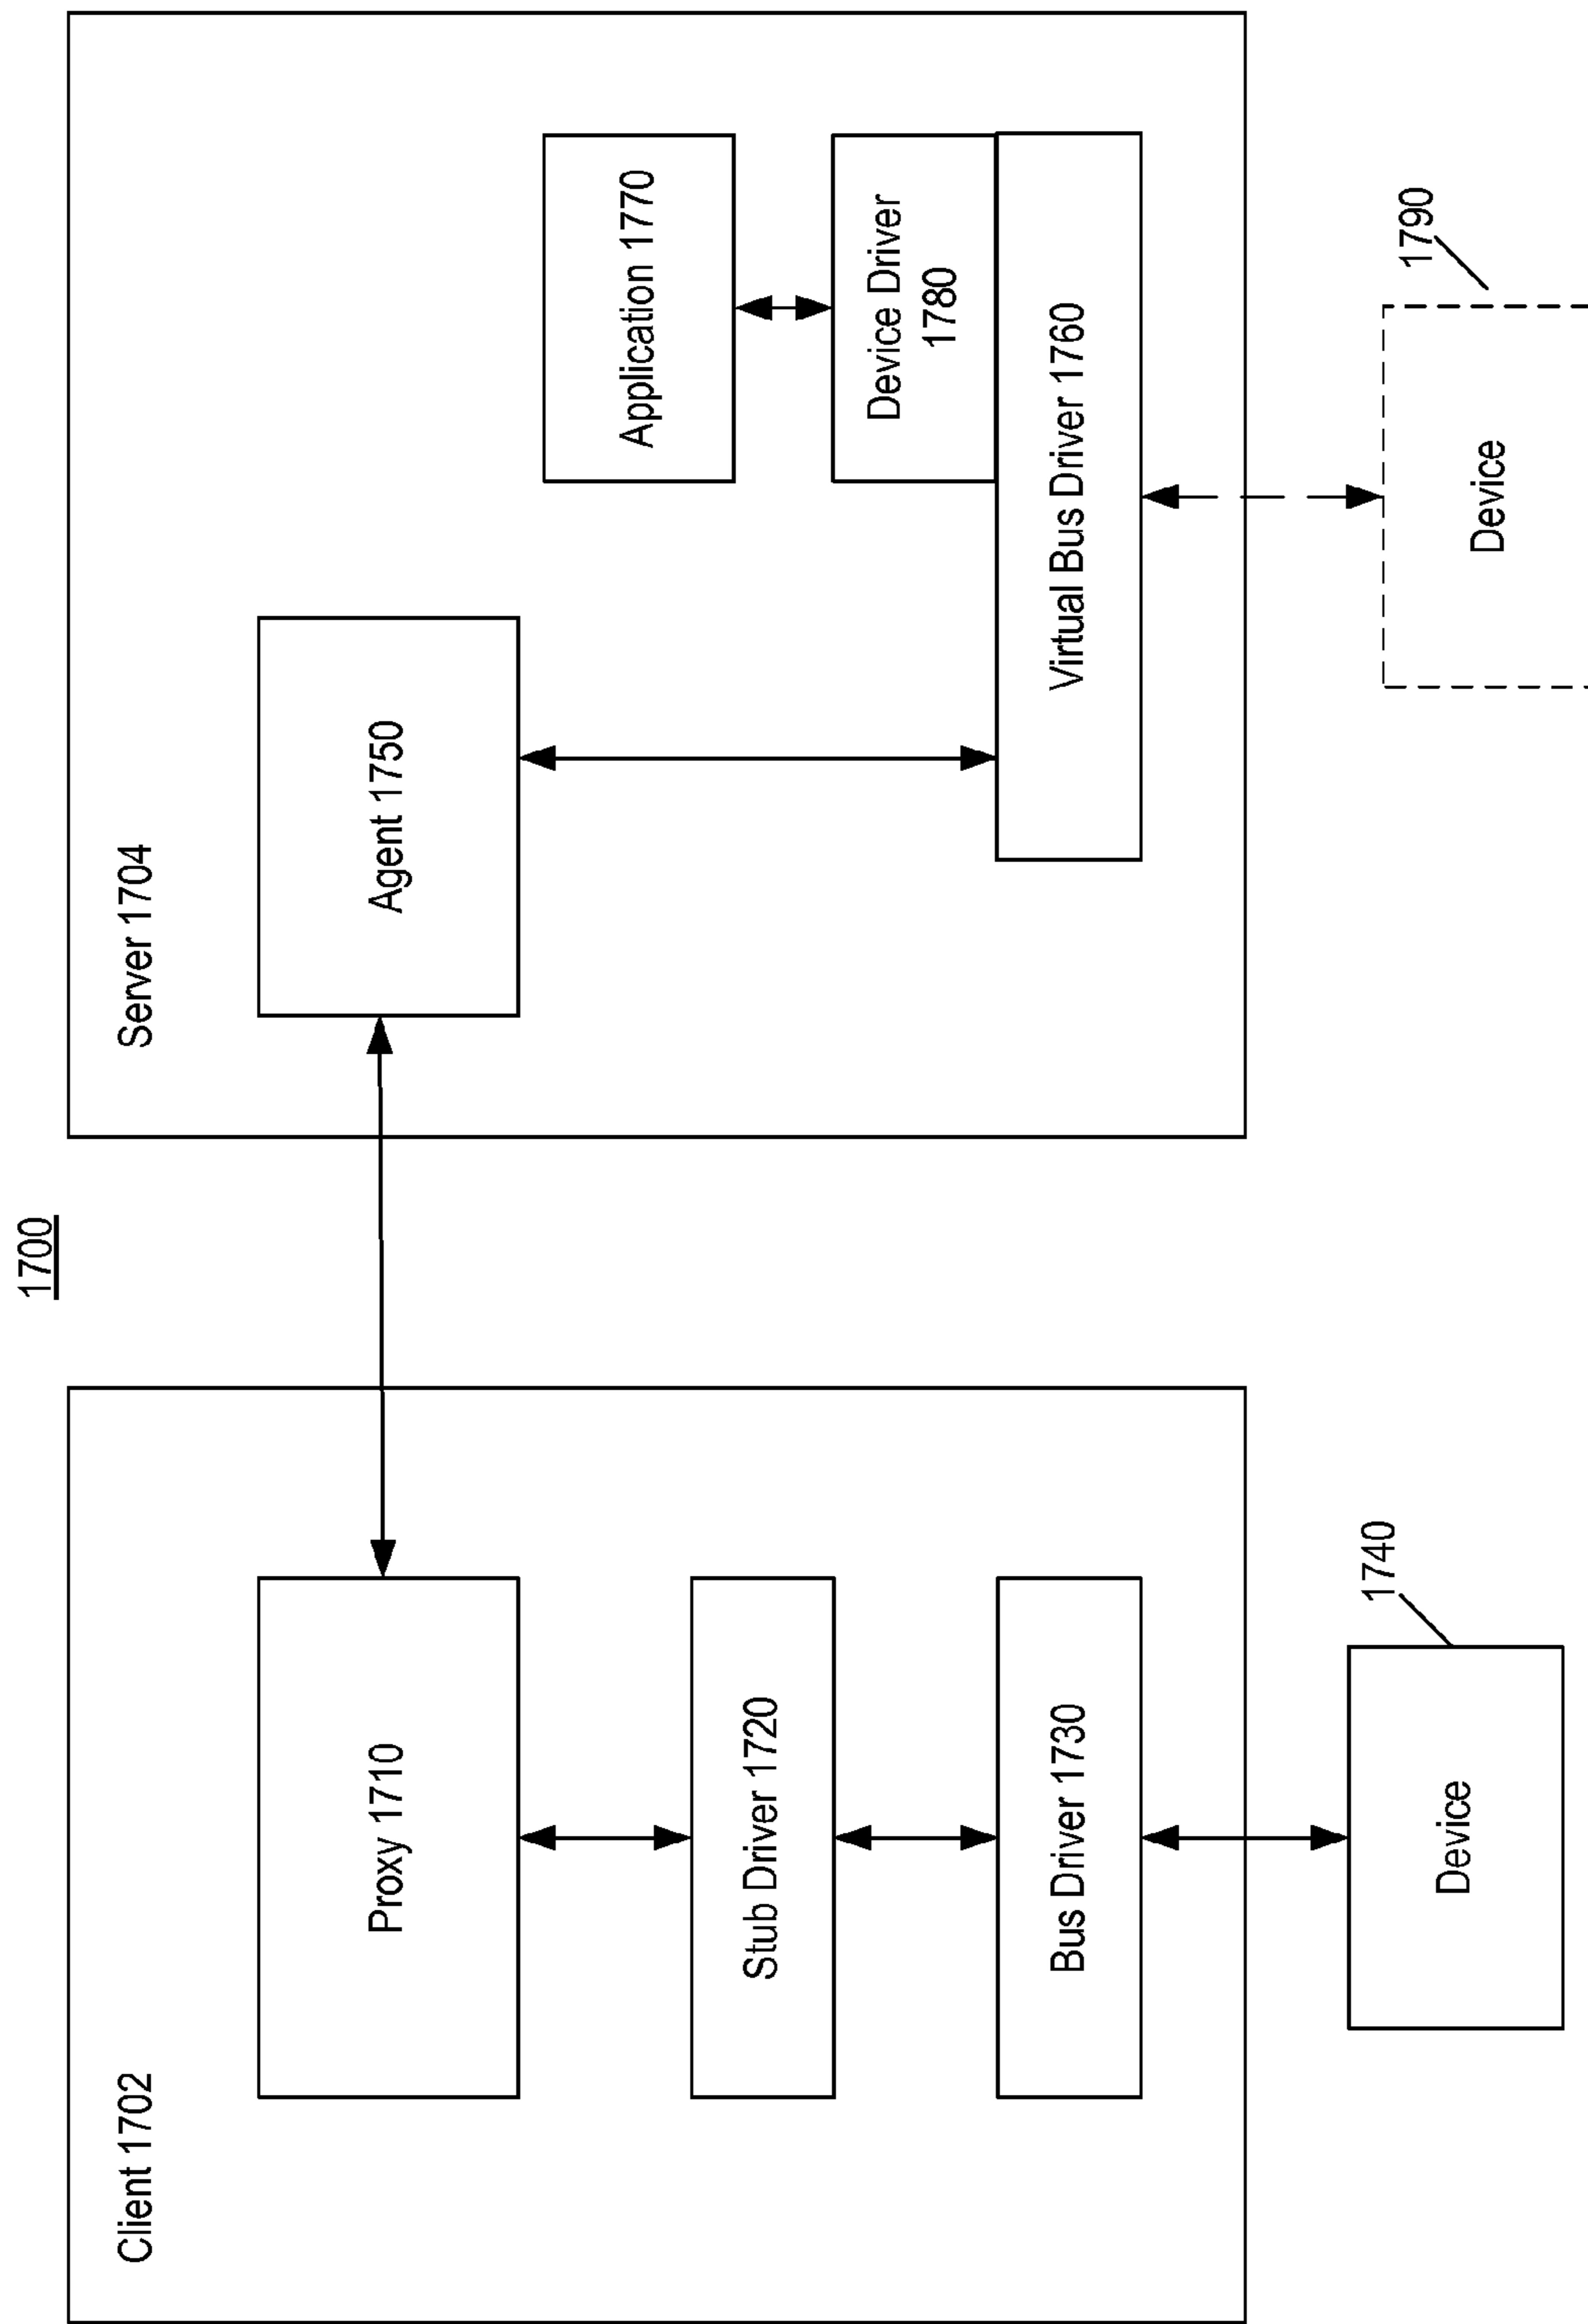 1700
Client 1702
Proxy 1710
Stub Driver 1720
Bus Driver 1730
Device
1740
Server 1704
Agent 1750
Application 1770
Device Driver
1780
Virtual Bus Driver 1760
Device
1790